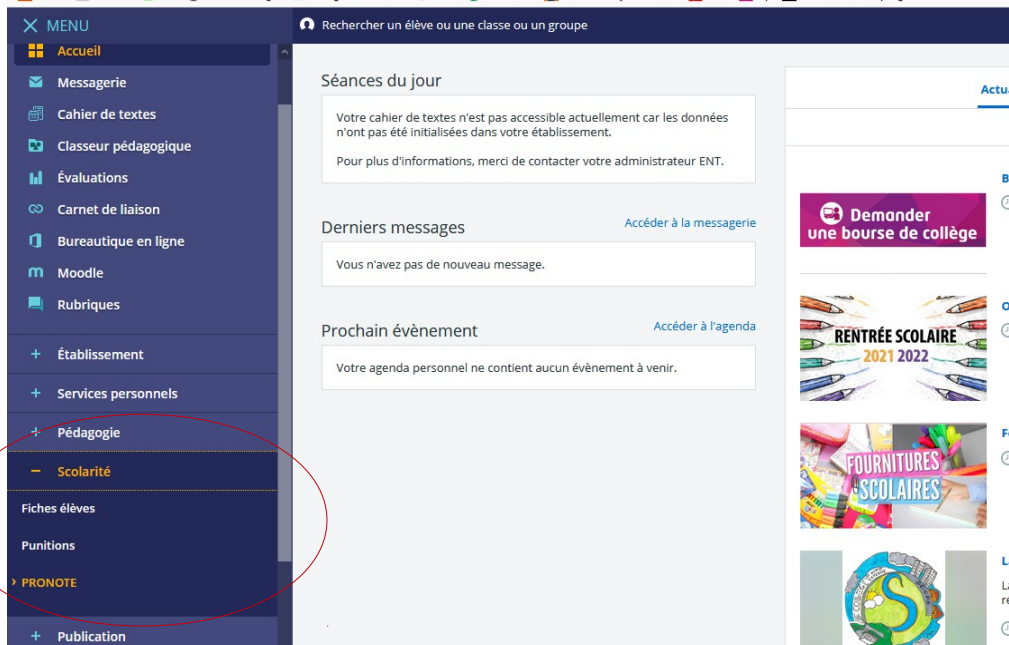 MENU
Rechercher un élève ou une classe ou un groupe
Accueil
Messagerie
Cahier de textes
Classeur pédagogique
Évaluations
Carnet de liaison
Bureautique en ligne
Moodle
Rubriques
+ Établissement
+ Services personnels
+ Pédagogie
− Scolarité
Fiches élèves
Punitions
› PRONOTE
+ Publication
Séances du jour
Votre cahier de textes n'est pas accessible actuellement car les données
n'ont pas été initialisées dans votre établissement.
Pour plus d'informations, merci de contacter votre administrateur ENT.
Derniers messages
Accéder à la messagerie
Vous n'avez pas de nouveau message.
Prochain évènement
Accéder à l'agenda
Votre agenda personnel ne contient aucun évènement à venir.
Demander
une bourse de collège
RENTRÉE SCOLAIRE
2021 2022
FOURNITURES
SCOLAIRES